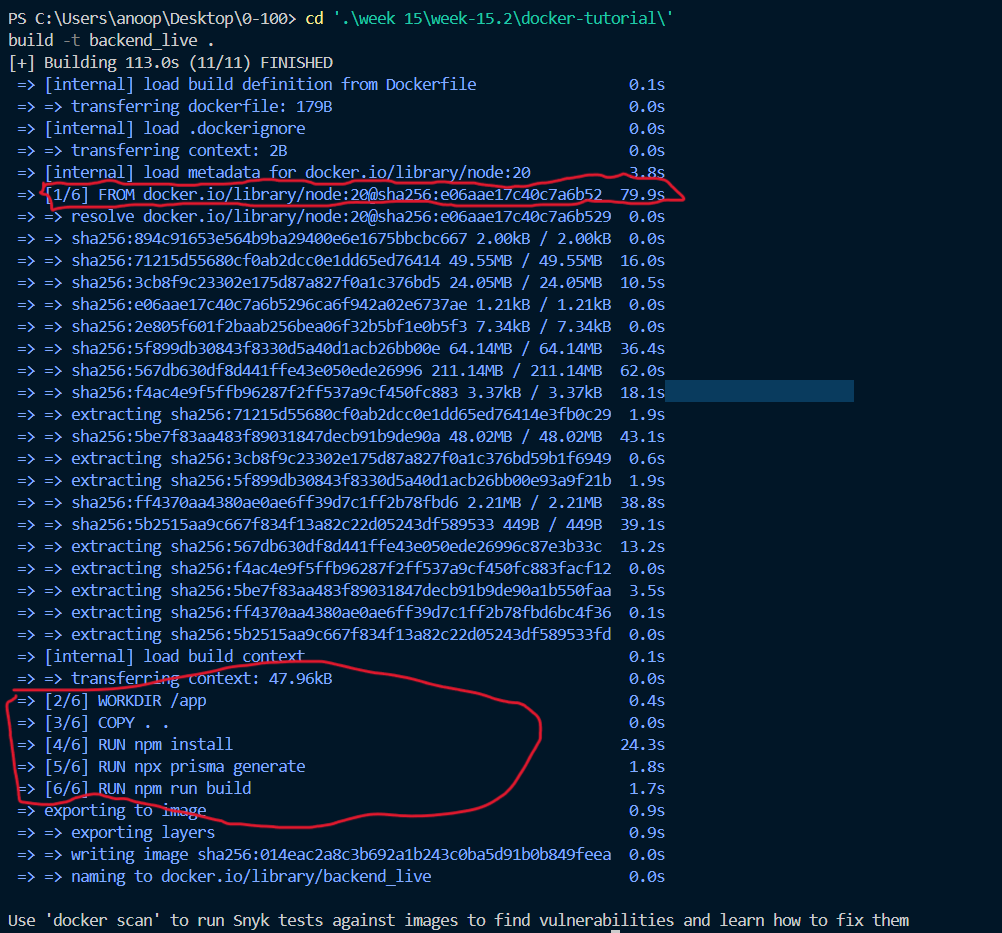 PS C:\Users\anoop\Desktop\0-100> cd '.\week 15\week-15.2\docker-tutorial\'
build -t backend_live .
[+] Building 113.0s (11/11) FINISHED
=> [internal] load build definition from Dockerfile 0.1s
=> => transferring dockerfile: 179B 0.0s
=> [internal] load .dockerignore 0.0s
=> => transferring context: 2B 0.0s
=> [internal] load metadata for docker.io/library/node:20 3.8s
=> [1/6] FROM docker.io/library/node:20@sha256:e06aae17c40c7a6b52 79.9s
=> => resolve docker.io/library/node:20@sha256:e06aae17c40c7a6b529 0.0s
=> => sha256:894c91653e564b9ba29400e6e1675bbcbc667 2.00kB / 2.00kB 0.0s
=> => sha256:71215d55680cf0ab2dcc0e1dd65ed76414 49.55MB / 49.55MB 16.0s
=> => sha256:3cb8f9c23302e175d87a827f0a1c376bd5 24.05MB / 24.05MB 10.5s
=> => sha256:e06aae17c40c7a6b5296ca6f942a02e6737ae 1.21kB / 1.21kB 0.0s
=> => sha256:2e805f601f2baab256bea06f32b5bf1e0b5f3 7.34kB / 7.34kB 0.0s
=> => sha256:5f899db30843f8330d5a40d1acb26bb00e 64.14MB / 64.14MB 36.4s
=> => sha256:567db630df8d441ffe43e050ede26996 211.14MB / 211.14MB 62.0s
=> => sha256:f4ac4e9f5ffb96287f2ff537a9cf450fc883 3.37kB / 3.37kB 18.1s
=> => extracting sha256:71215d55680cf0ab2dcc0e1dd65ed76414e3fb0c29 1.9s
=> => sha256:5be7f83aa483f89031847decb91b9de90a 48.02MB / 48.02MB 43.1s
=> => extracting sha256:3cb8f9c23302e175d87a827f0a1c376bd59b1f6949 0.6s
=> => extracting sha256:5f899db30843f8330d5a40d1acb26bb00e93a9f21b 1.9s
=> => sha256:ff4370aa4380ae0ae6ff39d7c1ff2b78fbd6 2.21MB / 2.21MB 38.8s
=> => sha256:5b2515aa9c667f834f13a82c22d05243df589533 449B / 449B 39.1s
=> => extracting sha256:567db630df8d441ffe43e050ede26996c87e3b33c 13.2s
=> => extracting sha256:f4ac4e9f5ffb96287f2ff537a9cf450fc883facf12 0.0s
=> => extracting sha256:5be7f83aa483f89031847decb91b9de90a1b550faa 3.5s
=> => extracting sha256:ff4370aa4380ae0ae6ff39d7c1ff2b78fbd6bc4f36 0.1s
=> => extracting sha256:5b2515aa9c667f834f13a82c22d05243df589533fd 0.0s
=> [internal] load build context 0.1s
=> => transferring context: 47.96kB 0.0s
=> [2/6] WORKDIR /app 0.4s
=> [3/6] COPY . . 0.0s
=> [4/6] RUN npm install 24.3s
=> [5/6] RUN npx prisma generate 1.8s
=> [6/6] RUN npm run build 1.7s
=> exporting to image 0.9s
=> => exporting layers 0.9s
=> => writing image sha256:014eac2a8c3b692a1b243c0ba5d91b0b849feea 0.0s
=> => naming to docker.io/library/backend_live 0.0s
Use 'docker scan' to run Snyk tests against images to find vulnerabilities and learn how to fix them